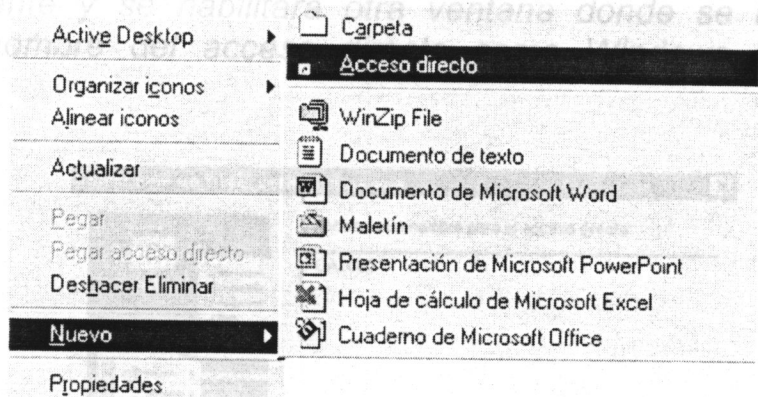 Active Desktop
Organizar iconos
Alinear iconos
Actualizar
Pegar
Pegar acceso directo
Deshacer Eliminar
Nuevo
Propiedades
Carpeta
Acceso directo
WinZip File
Documento de texto
Documento de Microsoft Word
Maletín
Presentación de Microsoft PowerPoint
Hoja de cálculo de Microsoft Excel
Cuaderno de Microsoft Office